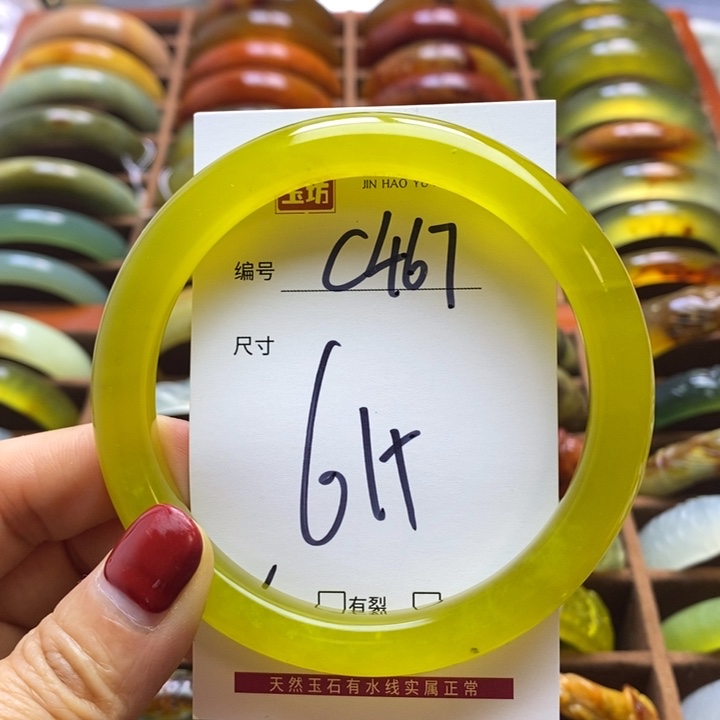 玉坊 JIN HAO YU
编号 C467
尺寸
61+
有裂
天然玉石有水线实属正常